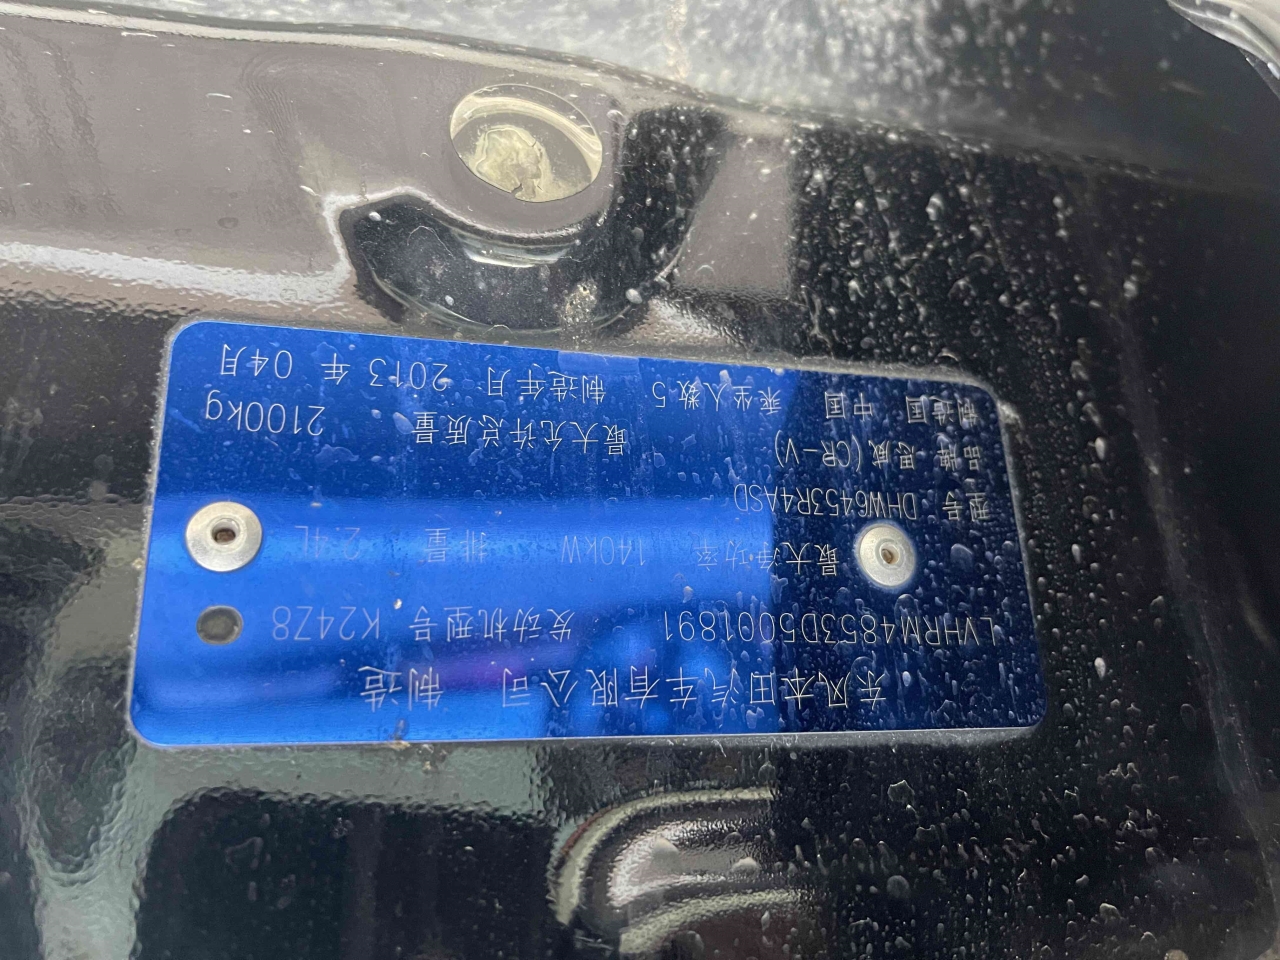 东风本田汽车有限公司 制造
LVHRM4853D5001891 发动机型号 K24Z8
最大净功率 140kW 排量 2.4L
型号 DHW6453R4ASD
品牌 思威(CR-V) 最大允许总质量 2100kg
制造国 中国 乘坐人数 5 制造年月 2013 年 04月